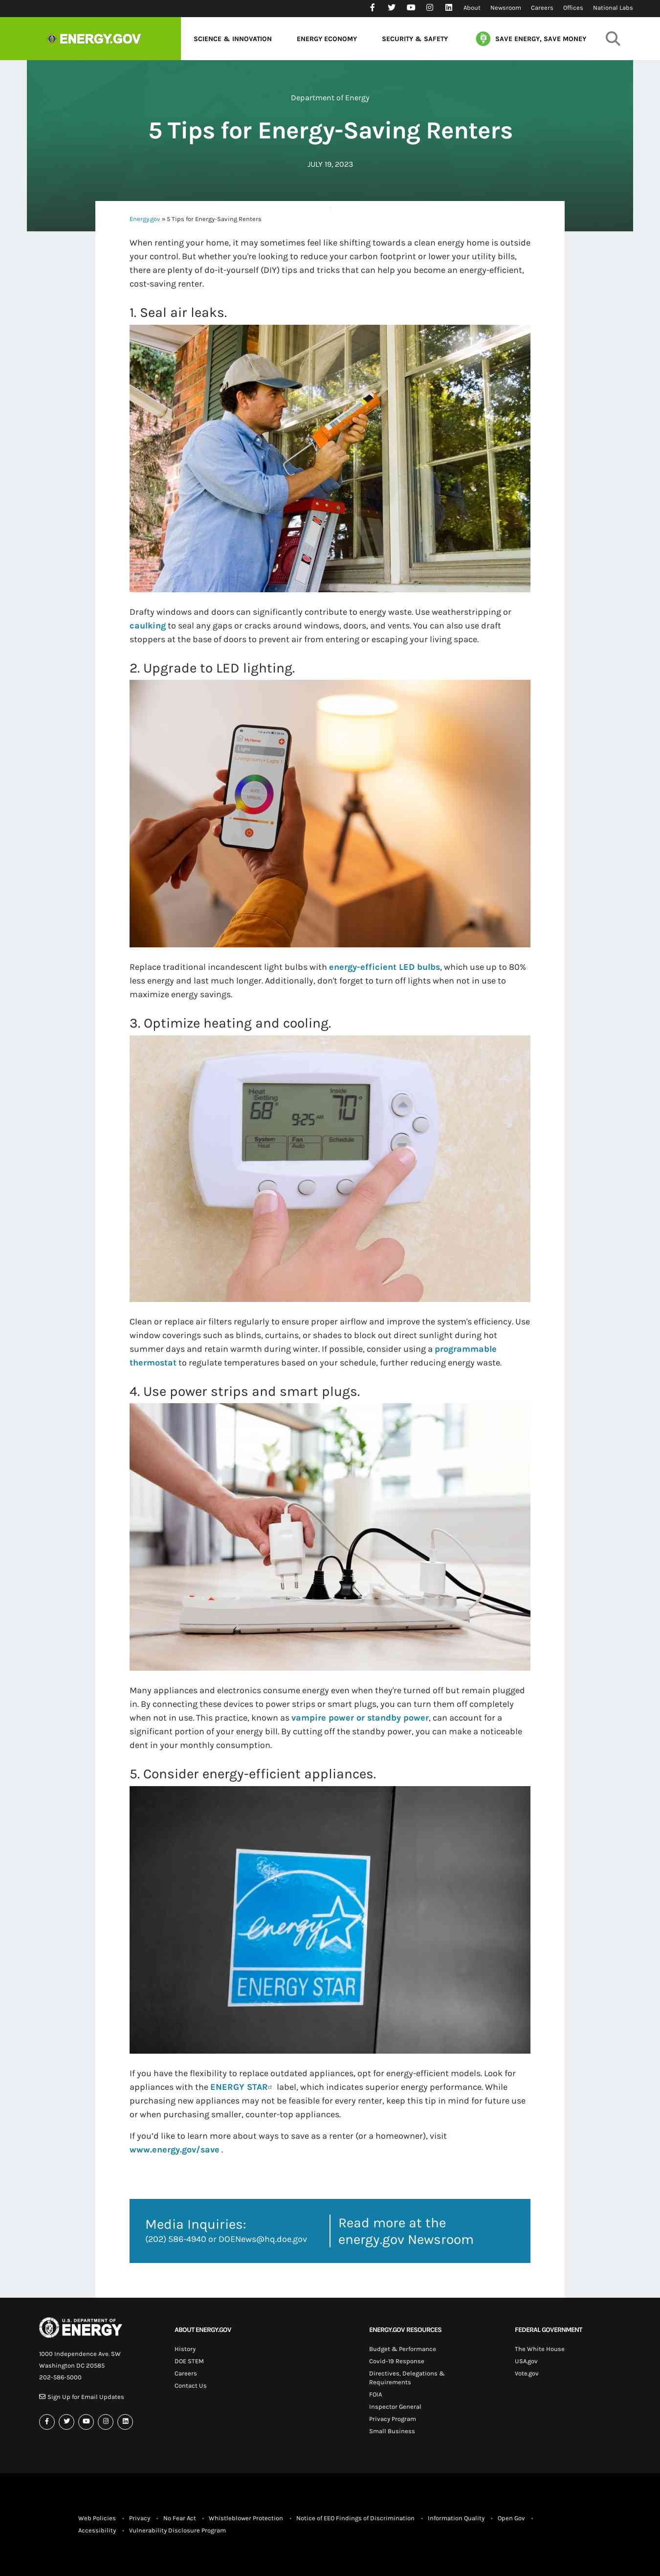 About Newsroom Careers Offices National Labs
ENERGY.GOV
SCIENCE & INNOVATION ENERGY ECONOMY SECURITY & SAFETY SAVE ENERGY, SAVE MONEY
Department of Energy
5 Tips for Energy-Saving Renters
JULY 19, 2023
Energy.gov » 5 Tips for Energy-Saving Renters
When renting your home, it may sometimes feel like shifting towards a clean energy home is outside
your control. But whether you're looking to reduce your carbon footprint or lower your utility bills,
there are plenty of do-it-yourself (DIY) tips and tricks that can help you become an energy-efficient,
cost-saving renter.
1. Seal air leaks.
Drafty windows and doors can significantly contribute to energy waste. Use weatherstripping or
caulking to seal any gaps or cracks around windows, doors, and vents. You can also use draft
stoppers at the base of doors to prevent air from entering or escaping your living space.
2. Upgrade to LED lighting.
My Home
Light
Replace traditional incandescent light bulbs with energy-efficient LED bulbs, which use up to 80%
less energy and last much longer. Additionally, don't forget to turn off lights when not in use to
maximize energy savings.
3. Optimize heating and cooling.
Heat Setting
68°
9:25 AM
Inside
70°
System Fan Schedule
Heat Auto
Clean or replace air filters regularly to ensure proper airflow and improve the system's efficiency. Use
window coverings such as blinds, curtains, or shades to block out direct sunlight during hot
summer days and retain warmth during winter. If possible, consider using a programmable
thermostat to regulate temperatures based on your schedule, further reducing energy waste.
4. Use power strips and smart plugs.
Many appliances and electronics consume energy even when they're turned off but remain plugged
in. By connecting these devices to power strips or smart plugs, you can turn them off completely
when not in use. This practice, known as vampire power or standby power, can account for a
significant portion of your energy bill. By cutting off the standby power, you can make a noticeable
dent in your monthly consumption.
5. Consider energy-efficient appliances.
energy
ENERGY STAR
If you have the flexibility to replace outdated appliances, opt for energy-efficient models. Look for
appliances with the ENERGY STAR label, which indicates superior energy performance. While
purchasing new appliances may not be feasible for every renter, keep this tip in mind for future use
or when purchasing smaller, counter-top appliances.
If you'd like to learn more about ways to save as a renter (or a homeowner), visit
www.energy.gov/save .
Media Inquiries:
(202) 586-4940 or DOENews@hq.doe.gov
Read more at the
energy.gov Newsroom
U.S. DEPARTMENT OF
ENERGY
1000 Independence Ave. SW
Washington DC 20585
202-586-5000
Sign Up for Email Updates
ABOUT ENERGY.GOV
History
DOE STEM
Careers
Contact Us
ENERGY.GOV RESOURCES
Budget & Performance
Covid-19 Response
Directives, Delegations &
Requirements
FOIA
Inspector General
Privacy Program
Small Business
FEDERAL GOVERNMENT
The White House
USA.gov
Vote.gov
Web Policies • Privacy • No Fear Act • Whistleblower Protection • Notice of EEO Findings of Discrimination • Information Quality • Open Gov •
Accessibility • Vulnerability Disclosure Program